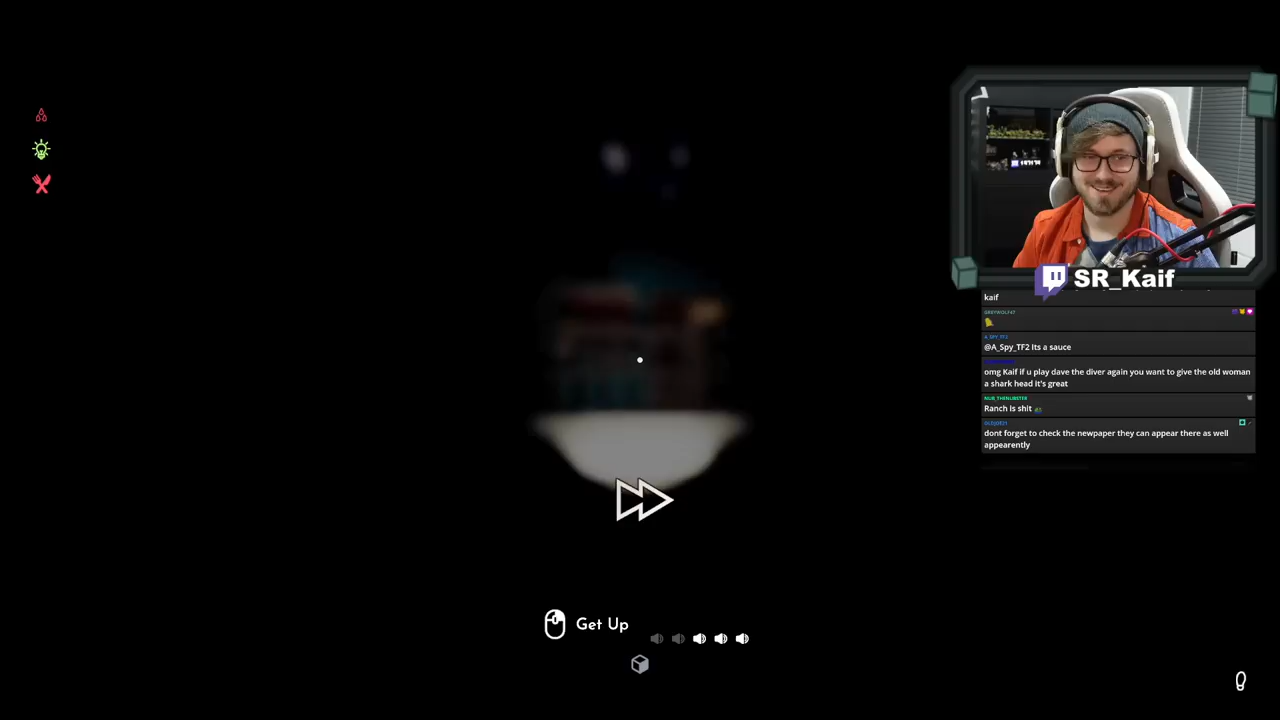 SR_Kaif
kaif
GREYWOLF47
A_SPY_TF2
@A_Spy_TF2 Its a sauce
omg Kaif if u play dave the diver again you want to give the old woman
a shark head it's great
Ranch is shit
dont forget to check the newpaper they can appear there as well
appearently
Get Up